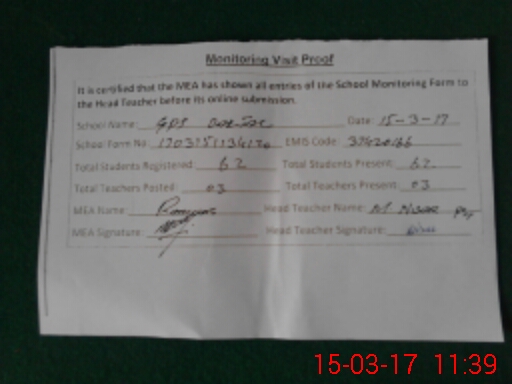 Monitoring Visit Proof
It is certified that the MEA has shown all entries of the School Monitoring Form to
the Head Teacher before its online submission.
School Name: GPS Date: 15-3-17
School Form No EMIS Code:
Total Students Registered: 62 Total Students Present: 62
Total Teachers Posted: 03 Total Teachers Present: 03
MEA Name: Head Teacher Name: M Nisar
MEA Signature: Head Teacher Signature:
15-03-17 11:39